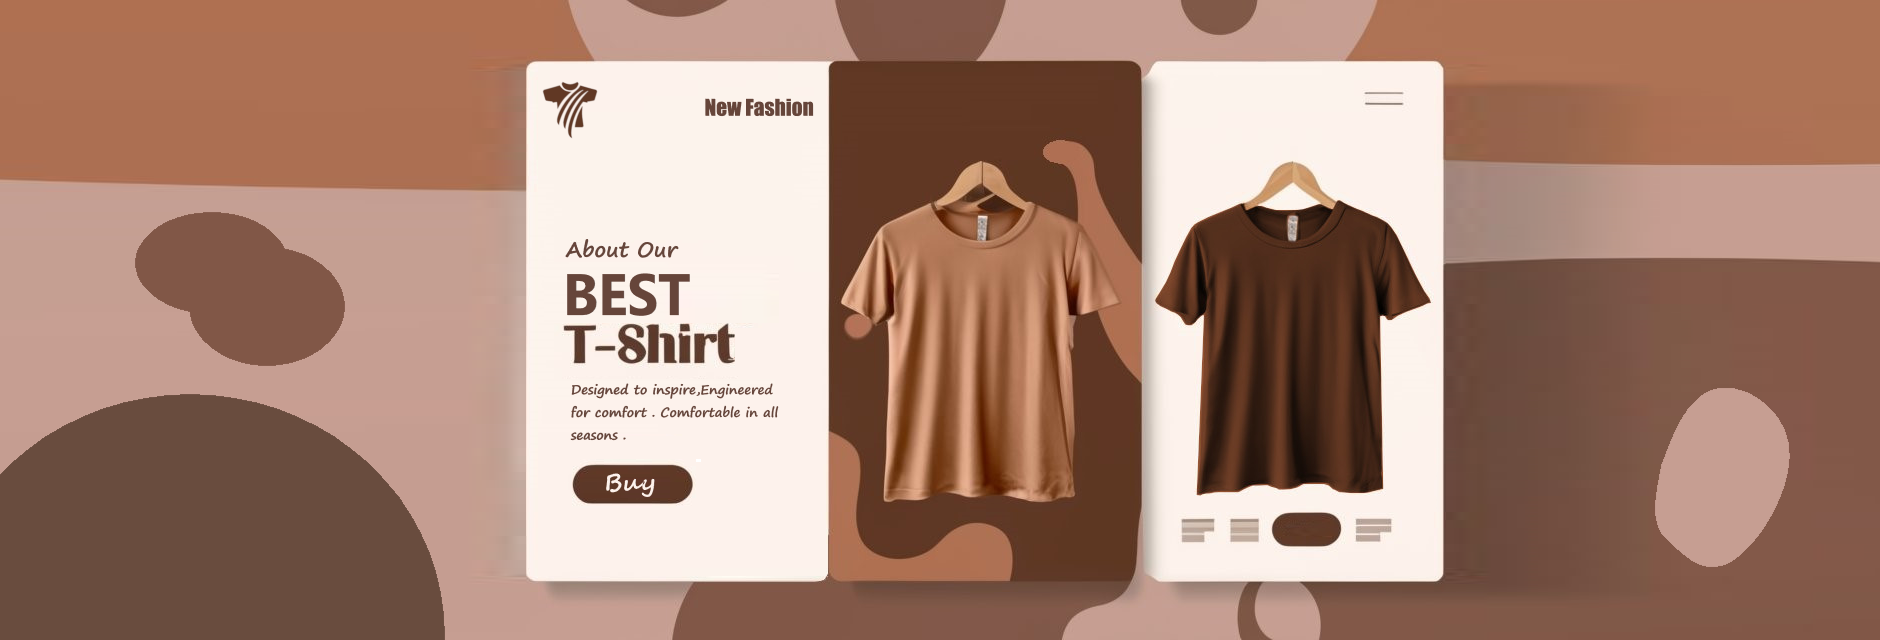 New Fashion
About Our
BEST
T-Shirt
Designed to inspire,Engineered
for comfort . Comfortable in all
seasons .
Buy